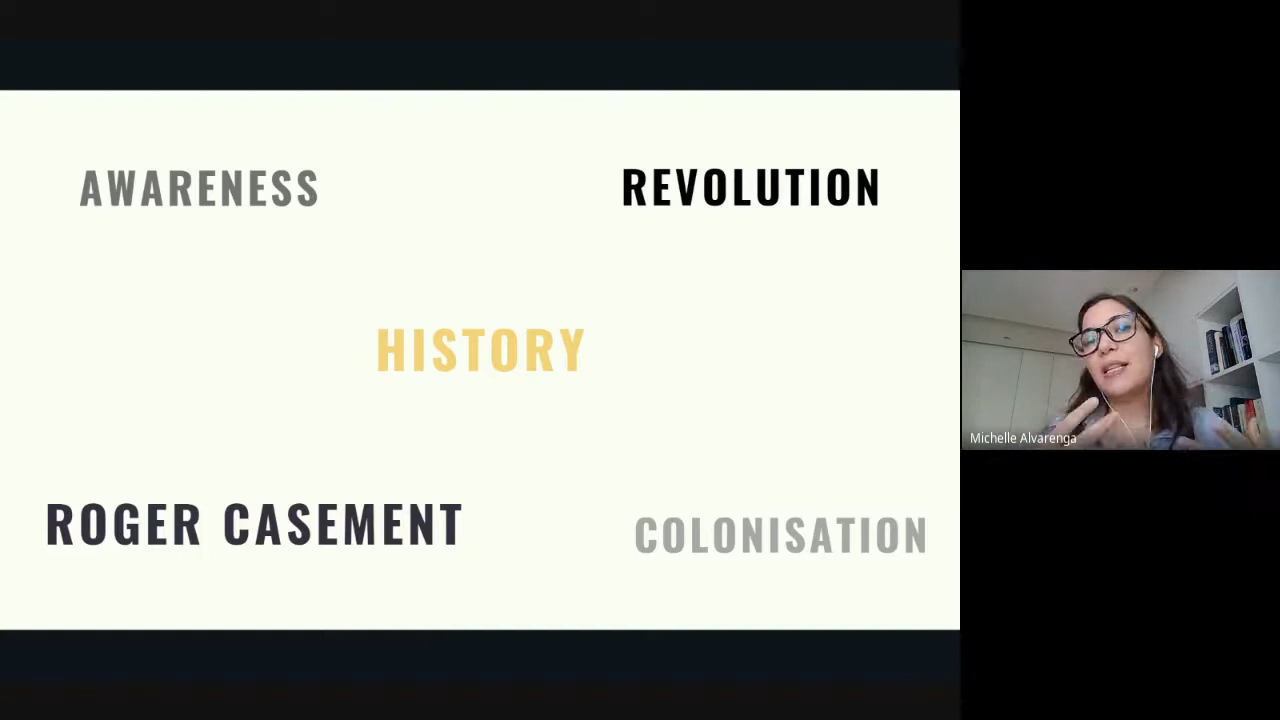 AWARENESS
REVOLUTION
HISTORY
ROGER CASEMENT
COLONISATION
Michelle Alvarenga